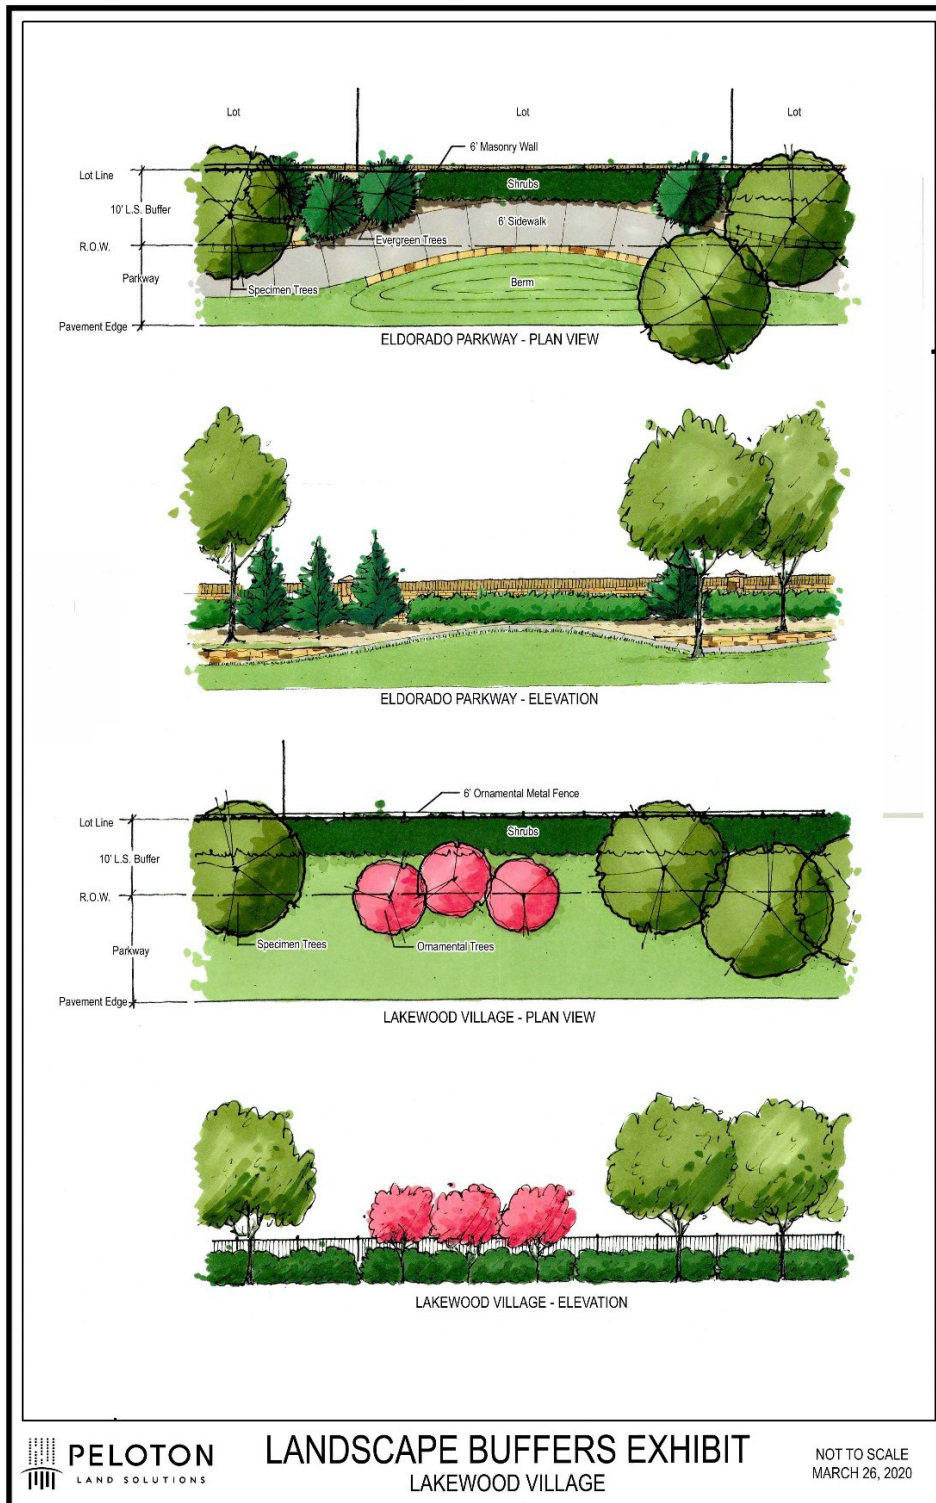 Lot
Lot
Lot
6' Masonry Wall
Lot Line
Shrubs
10' L.S. Buffer
6' Sidewalk
R.O.W.
Evergreen Trees
Parkway
Specimen Trees
Berm
Pavement Edge
ELDORADO PARKWAY - PLAN VIEW
ELDORADO PARKWAY - ELEVATION
6' Ornamental Metal Fence
Lot Line
Shrubs
10' L.S. Buffer
R.O.W.
Specimen Trees
Ornamental Trees
Parkway
Pavement Edge
LAKEWOOD VILLAGE - PLAN VIEW
LAKEWOOD VILLAGE - ELEVATION
PELOTON
LAND SOLUTIONS
LANDSCAPE BUFFERS EXHIBIT
LAKEWOOD VILLAGE
NOT TO SCALE
MARCH 26, 2020